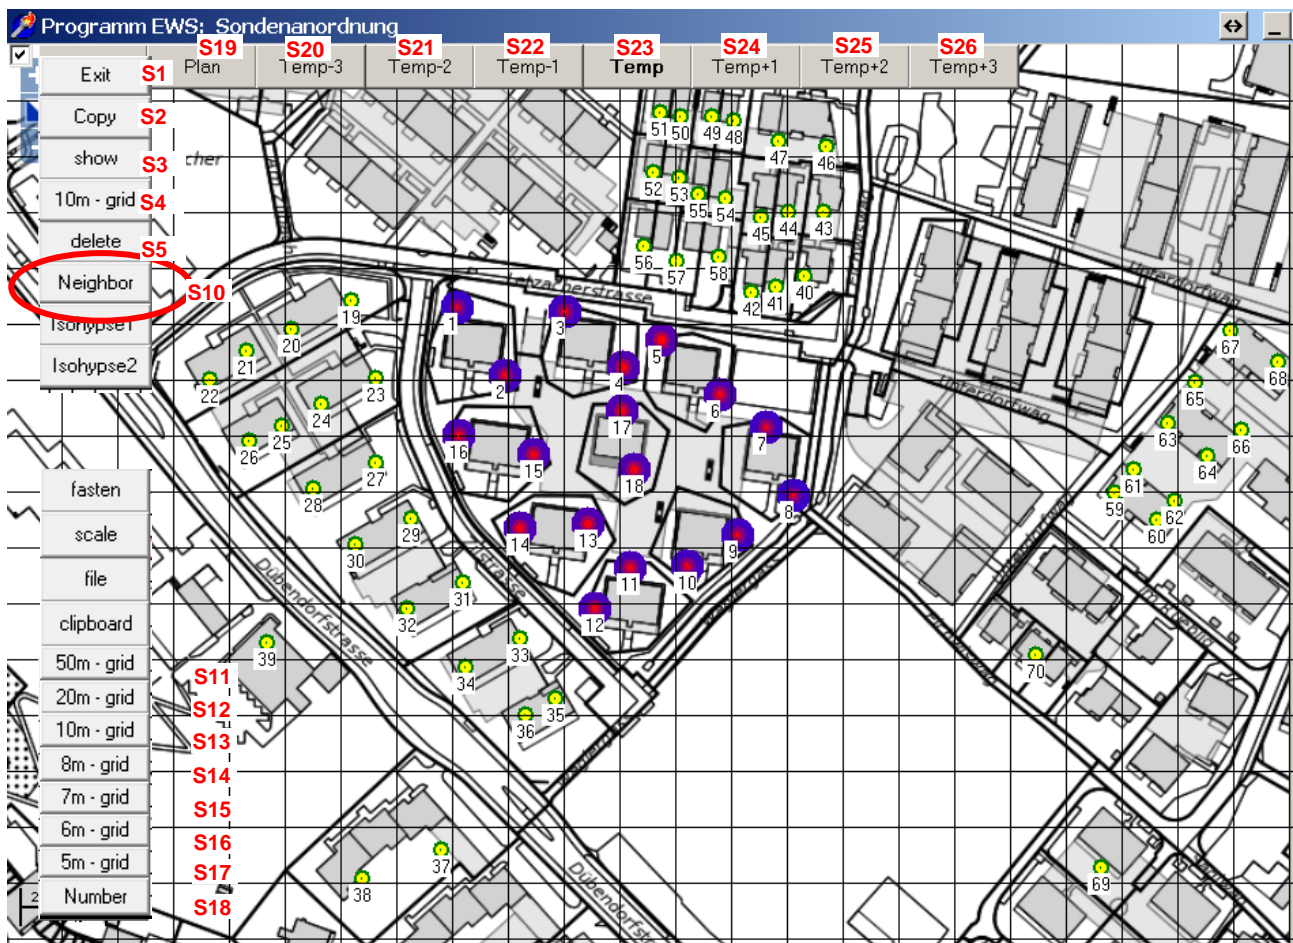 Programm EWS: Sondenanordnung
S19 S20 S21 S22 S23 S24 S25 S26
Plan Temp-3 Temp-2 Temp-1 Temp Temp+1 Temp+2 Temp+3
Exit S1
Copy S2
show S3
10m - grid S4
delete S5
Neighbor S10
Isohypse1
Isohypse2
fasten
scale
file
clipboard
50m - grid S11
20m - grid S12
10m - grid S13
8m - grid S14
7m - grid S15
6m - grid S16
5m - grid S17
Number S18
cher
51 50 49 48
47 46
52 53 55 54
45 44 43
56 57 58
42 41 40
Unterdorfweg
19
20
21
22
23
24
25
26
27
28
1
3
5
2
4
6
17
7
16
15
18
8
14
13
9
11
10
12
67
68
65
63
66
64
61
59
62
60
Unterdorfweg
29
30
31
32
Dübendorfstrasse
33
34
35
36
39
70
37
38
69
Dübendorfst
2